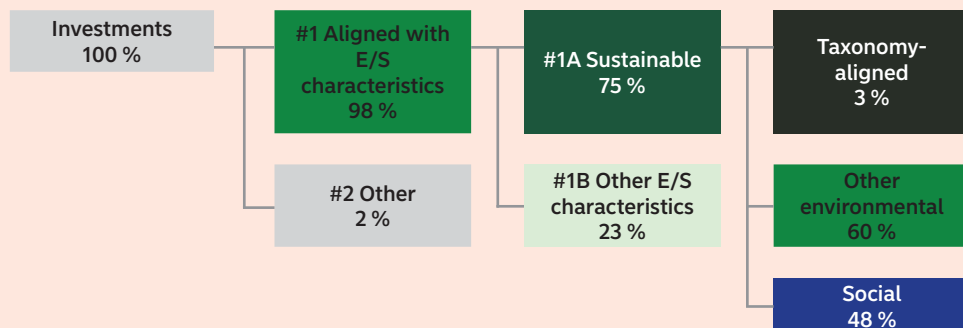 Investments
100 %
#1 Aligned with
E/S
characteristics
98 %
#1A Sustainable
75 %
Taxonomy-
aligned
3 %
#2 Other
2 %
#1B Other E/S
characteristics
23 %
Other
environmental
60 %
Social
48 %